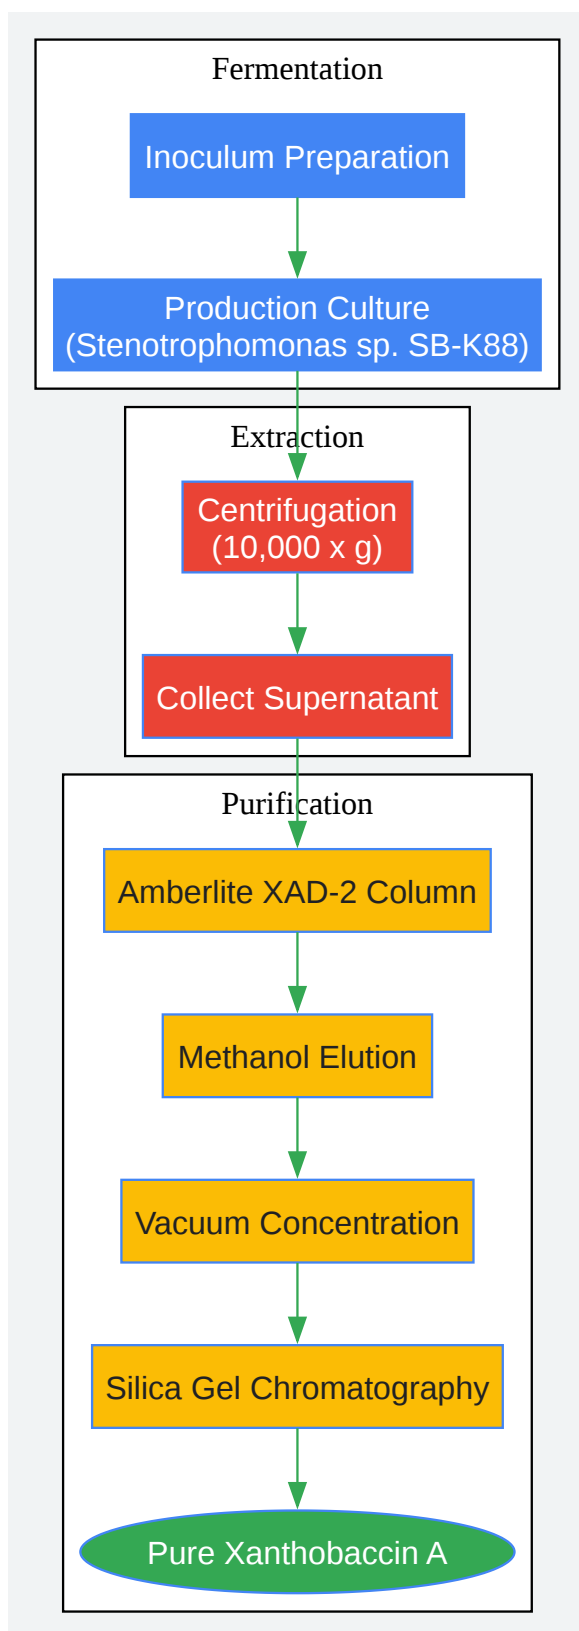 Fermentation
Inoculum Preparation
Production Culture
(Stenotrophomonas sp. SB-K88)
Extraction
Centrifugation
(10,000 x g)
Collect Supernatant
Purification
Amberlite XAD-2 Column
Methanol Elution
Vacuum Concentration
Silica Gel Chromatography
Pure Xanthobaccin A